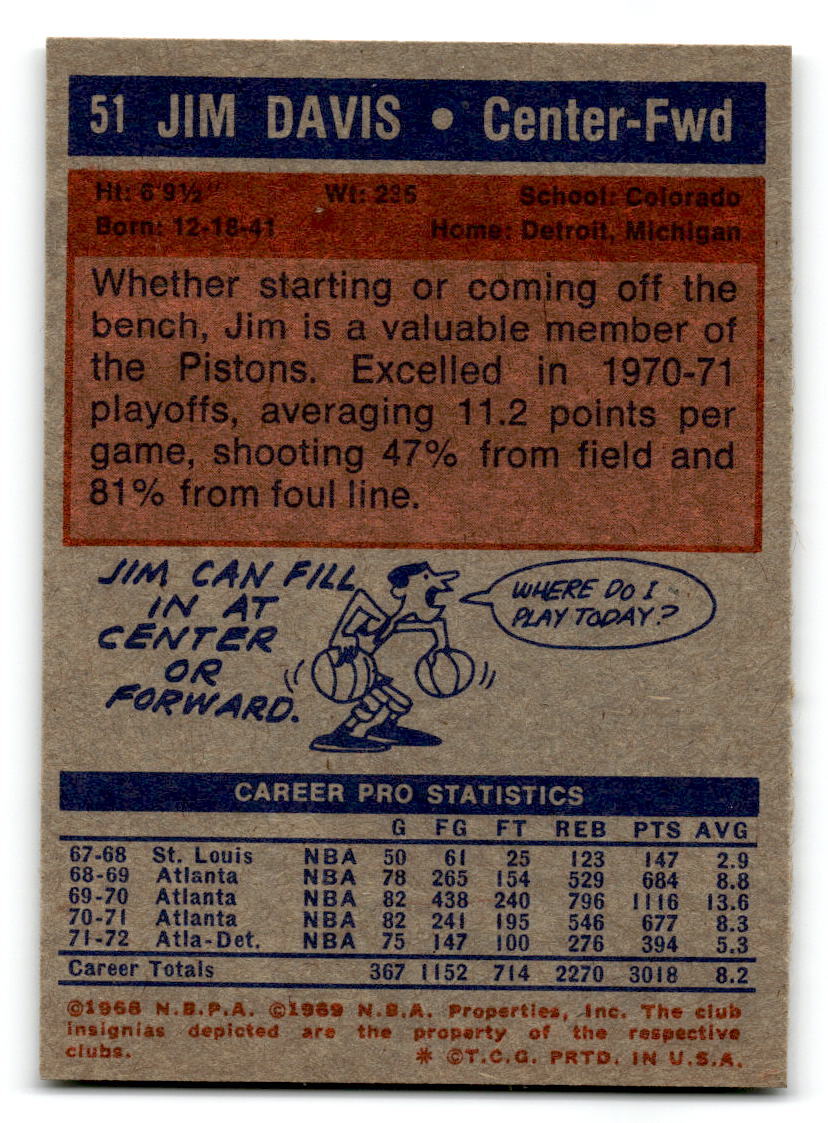 51 JIM DAVIS • Center-Fwd
Ht: 6'9½" Wt: 235 School: Colorado
Born: 12-18-41 Home: Detroit, Michigan
Whether starting or coming off the
bench, Jim is a valuable member of
the Pistons. Excelled in 1970-71
playoffs, averaging 11.2 points per
game, shooting 47% from field and
81% from foul line.
JIM CAN FILL
IN AT
CENTER
OR
FORWARD.
WHERE DO I
PLAY TODAY?
CAREER PRO STATISTICS
G FG FT REB PTS AVG
67-68 St. Louis NBA 50 61 25 123 147 2.9
68-69 Atlanta NBA 78 265 154 529 684 8.8
69-70 Atlanta NBA 82 438 240 796 1116 13.6
70-71 Atlanta NBA 82 241 195 546 677 8.3
71-72 Atla-Det. NBA 75 147 100 276 394 5.3
Career Totals 367 1152 714 2270 3018 8.2
©1968 N.B.P.A. ©1969 N.B.A. Properties, Inc. The club
insignias depicted are the property of the respective
clubs. * ©T.C.G. PRTD. IN U.S.A.